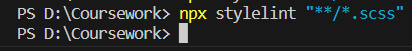 PS D:\Coursework> npx stylelint "**/*.scss"
PS D:\Coursework>